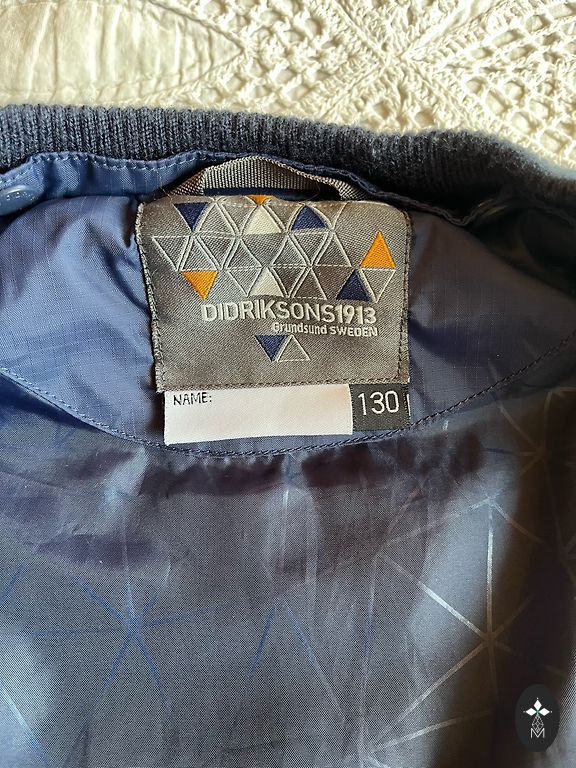 DIDRIKSONS1913
Grundsund SWEDEN
NAME:
130